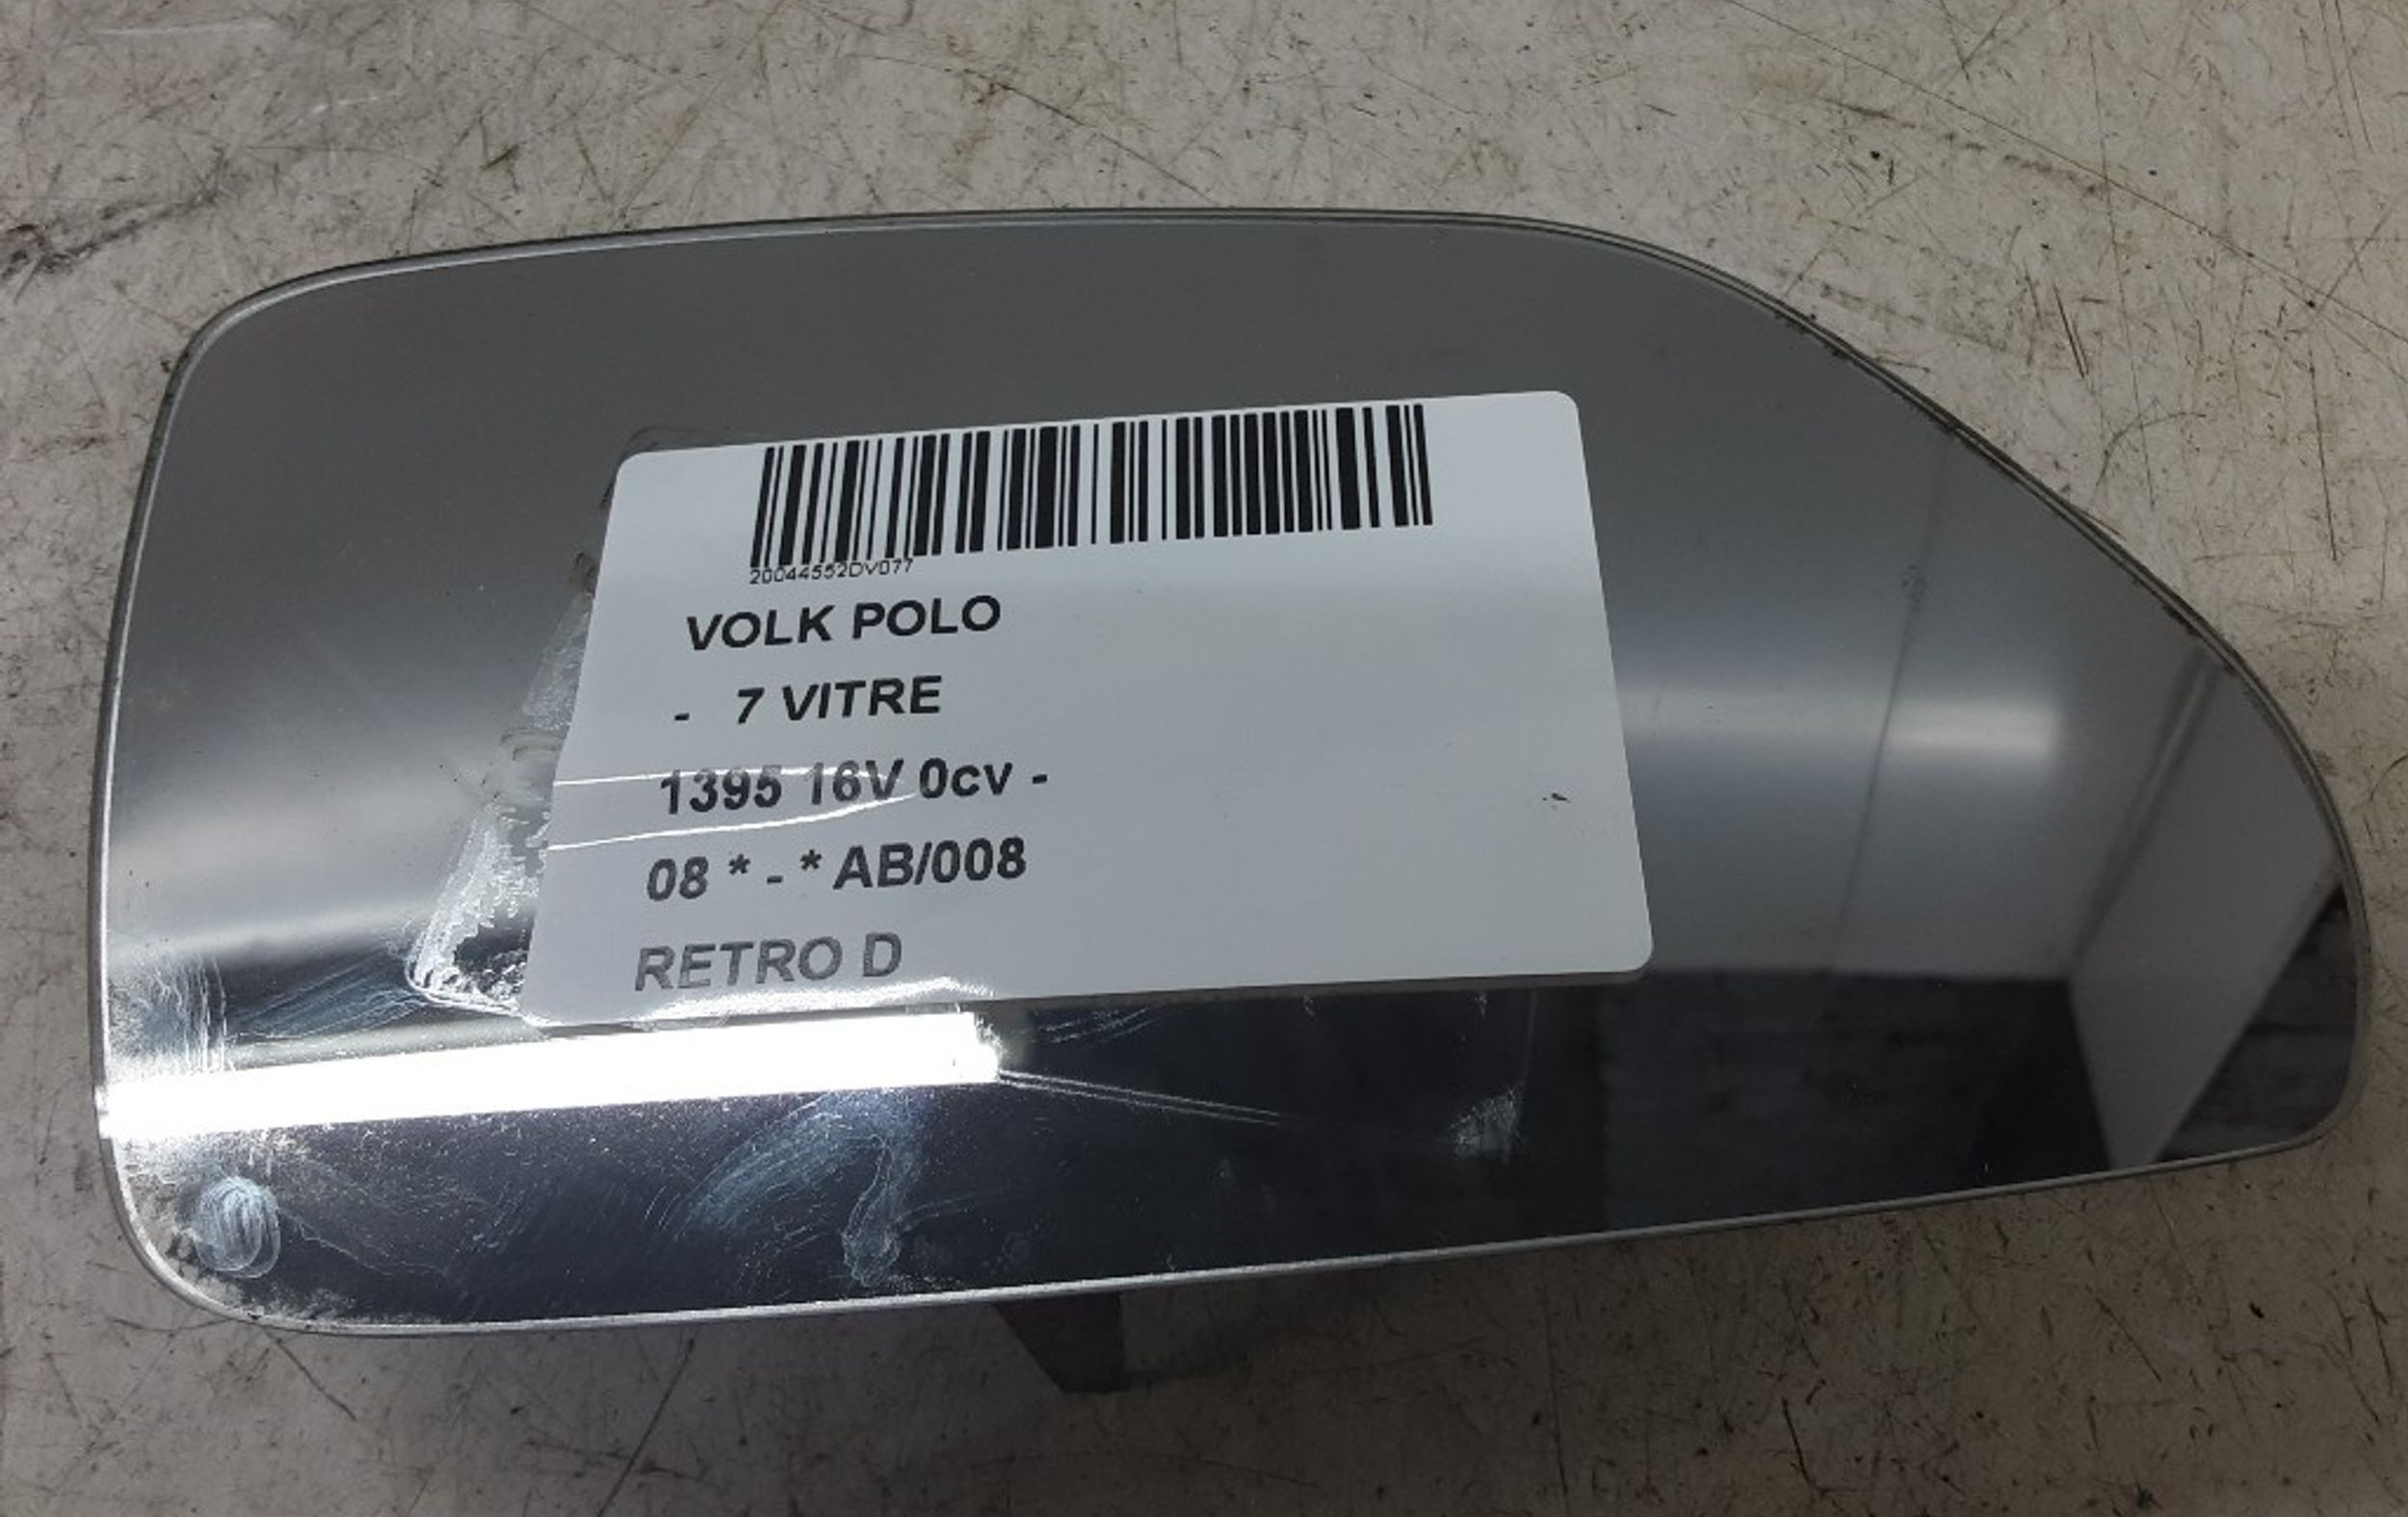 20044552DV077
VOLK POLO
- 7 VITRE
1395 16V 0cv -
08 * - * AB/008
RETRO D